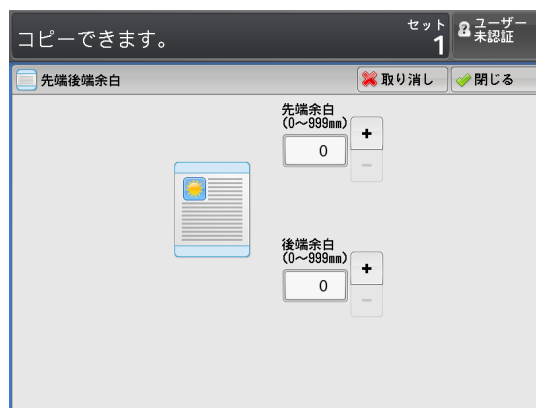 コピーできます。
セット
1
ユーザー
未認証
先端後端余白
取り消し
閉じる
先端余白
(0〜999mm)
0
+
−
後端余白
(0〜999mm)
0
+
−